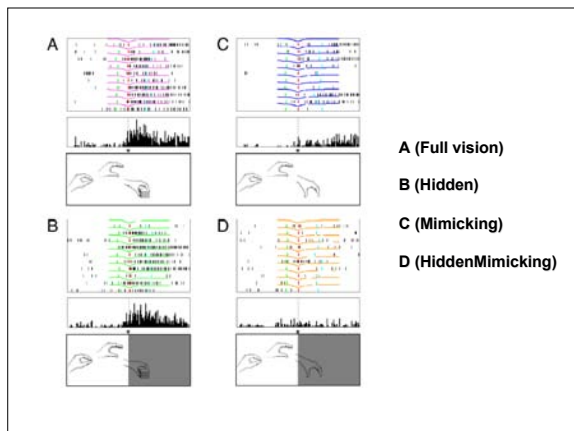 A
C
B
D
A (Full vision)
B (Hidden)
C (Mimicking)
D (HiddenMimicking)